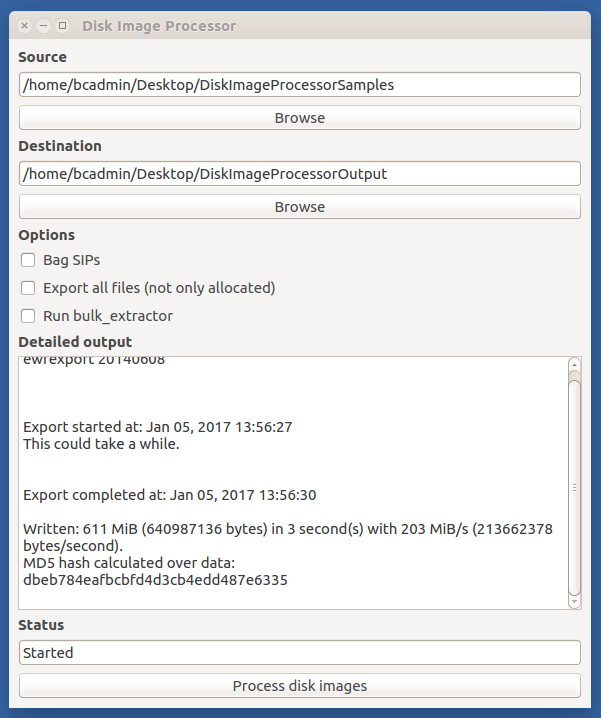 Disk Image Processor
Source
/home/bcadmin/Desktop/DiskImageProcessorSamples
Browse
Destination
/home/bcadmin/Desktop/DiskImageProcessorOutput
Browse
Options
Bag SIPs
Export all files (not only allocated)
Run bulk_extractor
Detailed output
ewfexport 20140608
Export started at: Jan 05, 2017 13:56:27
This could take a while.
Export completed at: Jan 05, 2017 13:56:30
Written: 611 MiB (640987136 bytes) in 3 second(s) with 203 MiB/s (213662378
bytes/second).
MD5 hash calculated over data:
dbeb784eafbcbfd4d3cb4edd487e6335
Status
Started
Process disk images